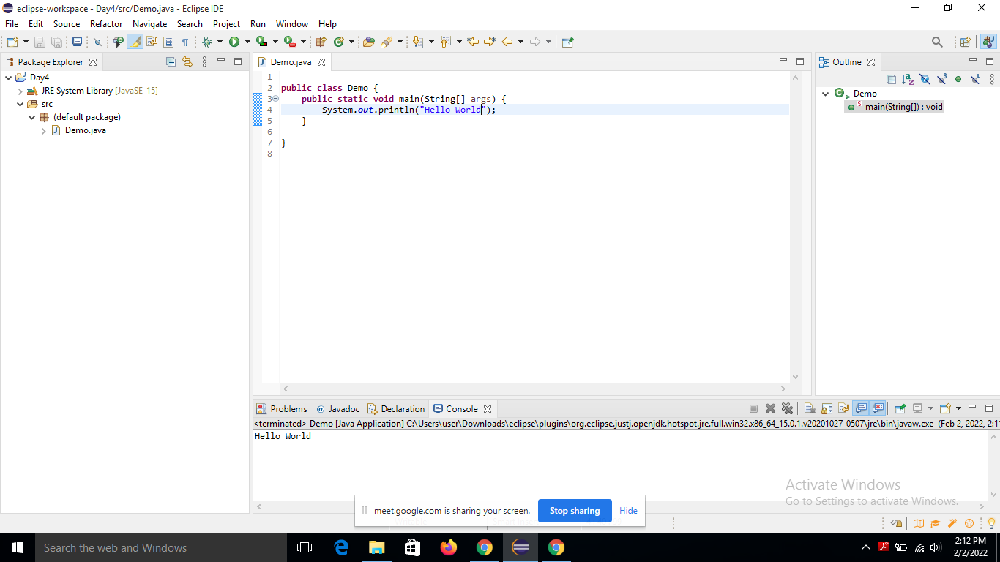 eclipse-workspace - Day4/src/Demo.java - Eclipse IDE
File Edit Source Refactor Navigate Search Project Run Window Help
Package Explorer
Day4
JRE System Library [JavaSE-15]
src
(default package)
Demo.java
Demo.java
1
2 public class Demo {
3 public static void main(String[] args) {
4 System.out.println("Hello World");
5 }
6
7 }
8
Outline
Demo
main(String[]) : void
Problems @ Javadoc Declaration Console
<terminated> Demo [Java Application] C:\Users\user\Downloads\eclipse\plugins\org.eclipse.justj.openjdk.hotspot.jre.full.win32.x86_64_15.0.1.v20201027-0507\jre\bin\javaw.exe (Feb 2, 2022, 2:1
Hello World
Activate Windows
Go to Settings to activate Windows.
meet.google.com is sharing your screen. Stop sharing Hide
Search the web and Windows
2:12 PM
2/2/2022